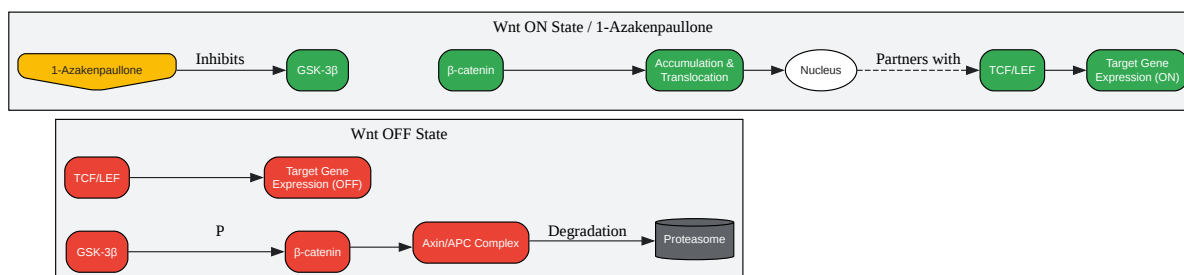 Wnt ON State / 1-Azakenpaullone
1-Azakenpaullone
Inhibits
GSK-3β
β-catenin
Accumulation &
Translocation
Nucleus
Partners with
TCF/LEF
Target Gene
Expression (ON)
Wnt OFF State
TCF/LEF
Target Gene
Expression (OFF)
GSK-3β
P
β-catenin
Axin/APC Complex
Degradation
Proteasome